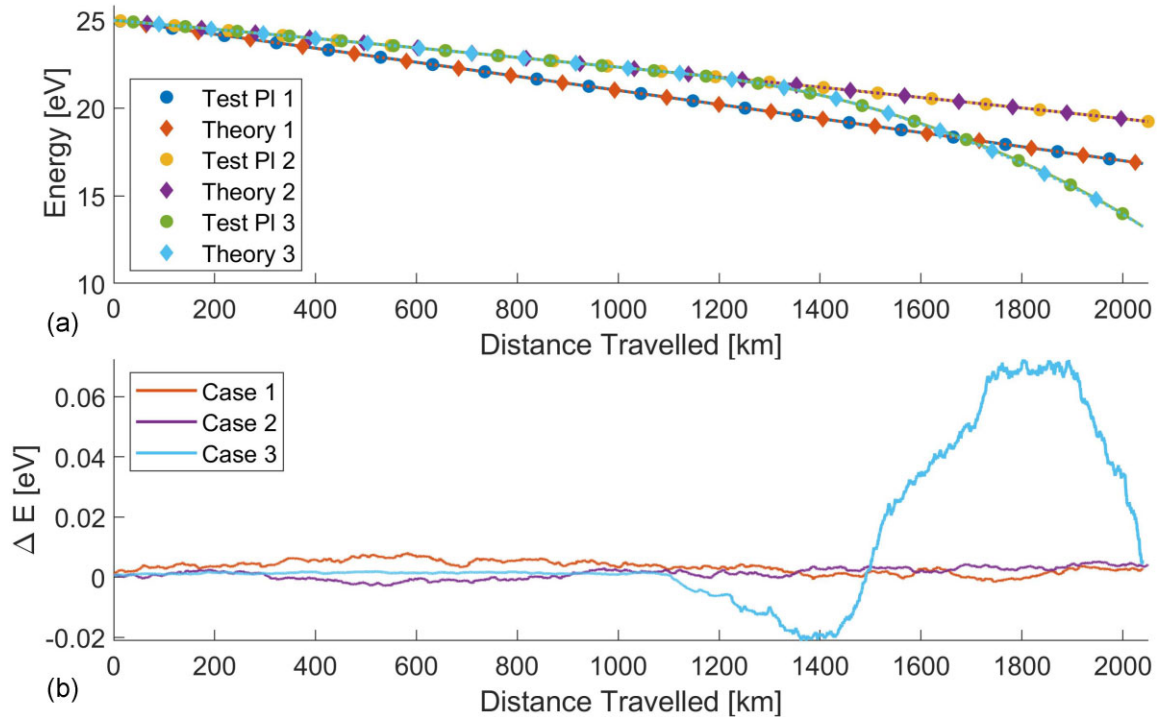 25
20
15
10
Energy [eV]
Test Pl 1
Theory 1
Test Pl 2
Theory 2
Test Pl 3
Theory 3
0 200 400 600 800 1000 1200 1400 1600 1800 2000
(a)
Distance Travelled [km]
0.06
0.04
0.02
0
-0.02
Δ E [eV]
Case 1
Case 2
Case 3
0 200 400 600 800 1000 1200 1400 1600 1800 2000
(b)
Distance Travelled [km]